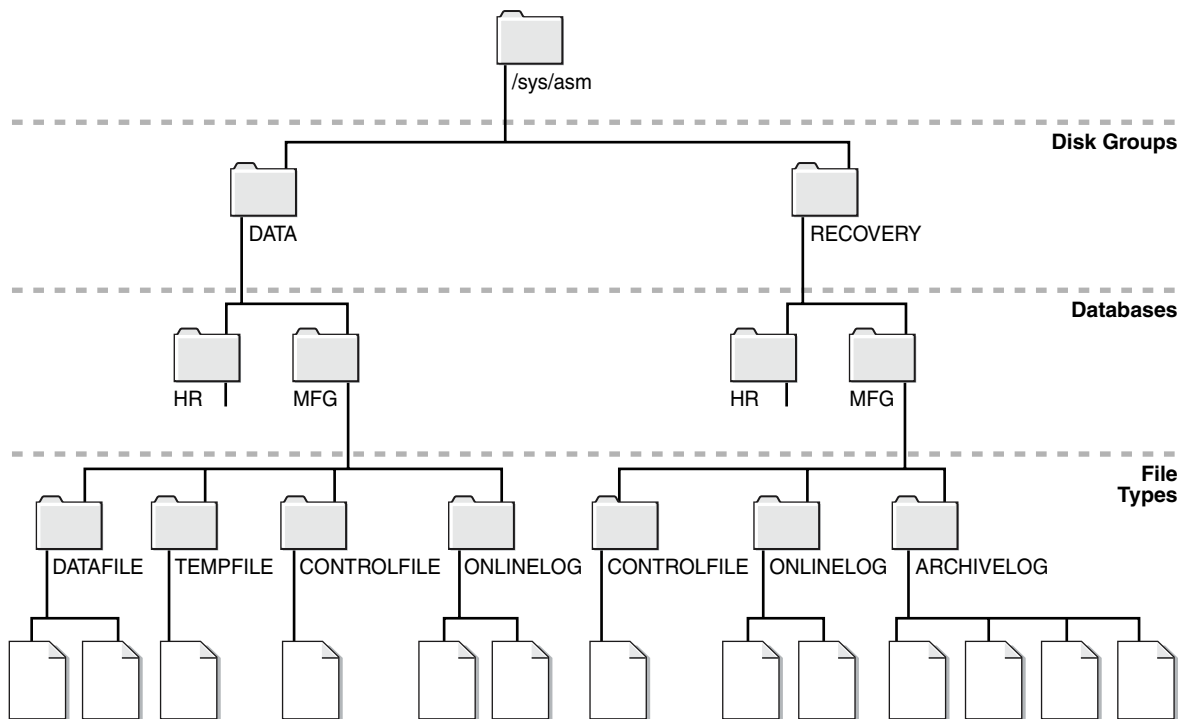 /sys/asm
Disk Groups
DATA
RECOVERY
Databases
HR
MFG
HR
MFG
File
Types
DATAFILE
TEMPFILE
CONTROLFILE
ONLINELOG
CONTROLFILE
ONLINELOG
ARCHIVELOG